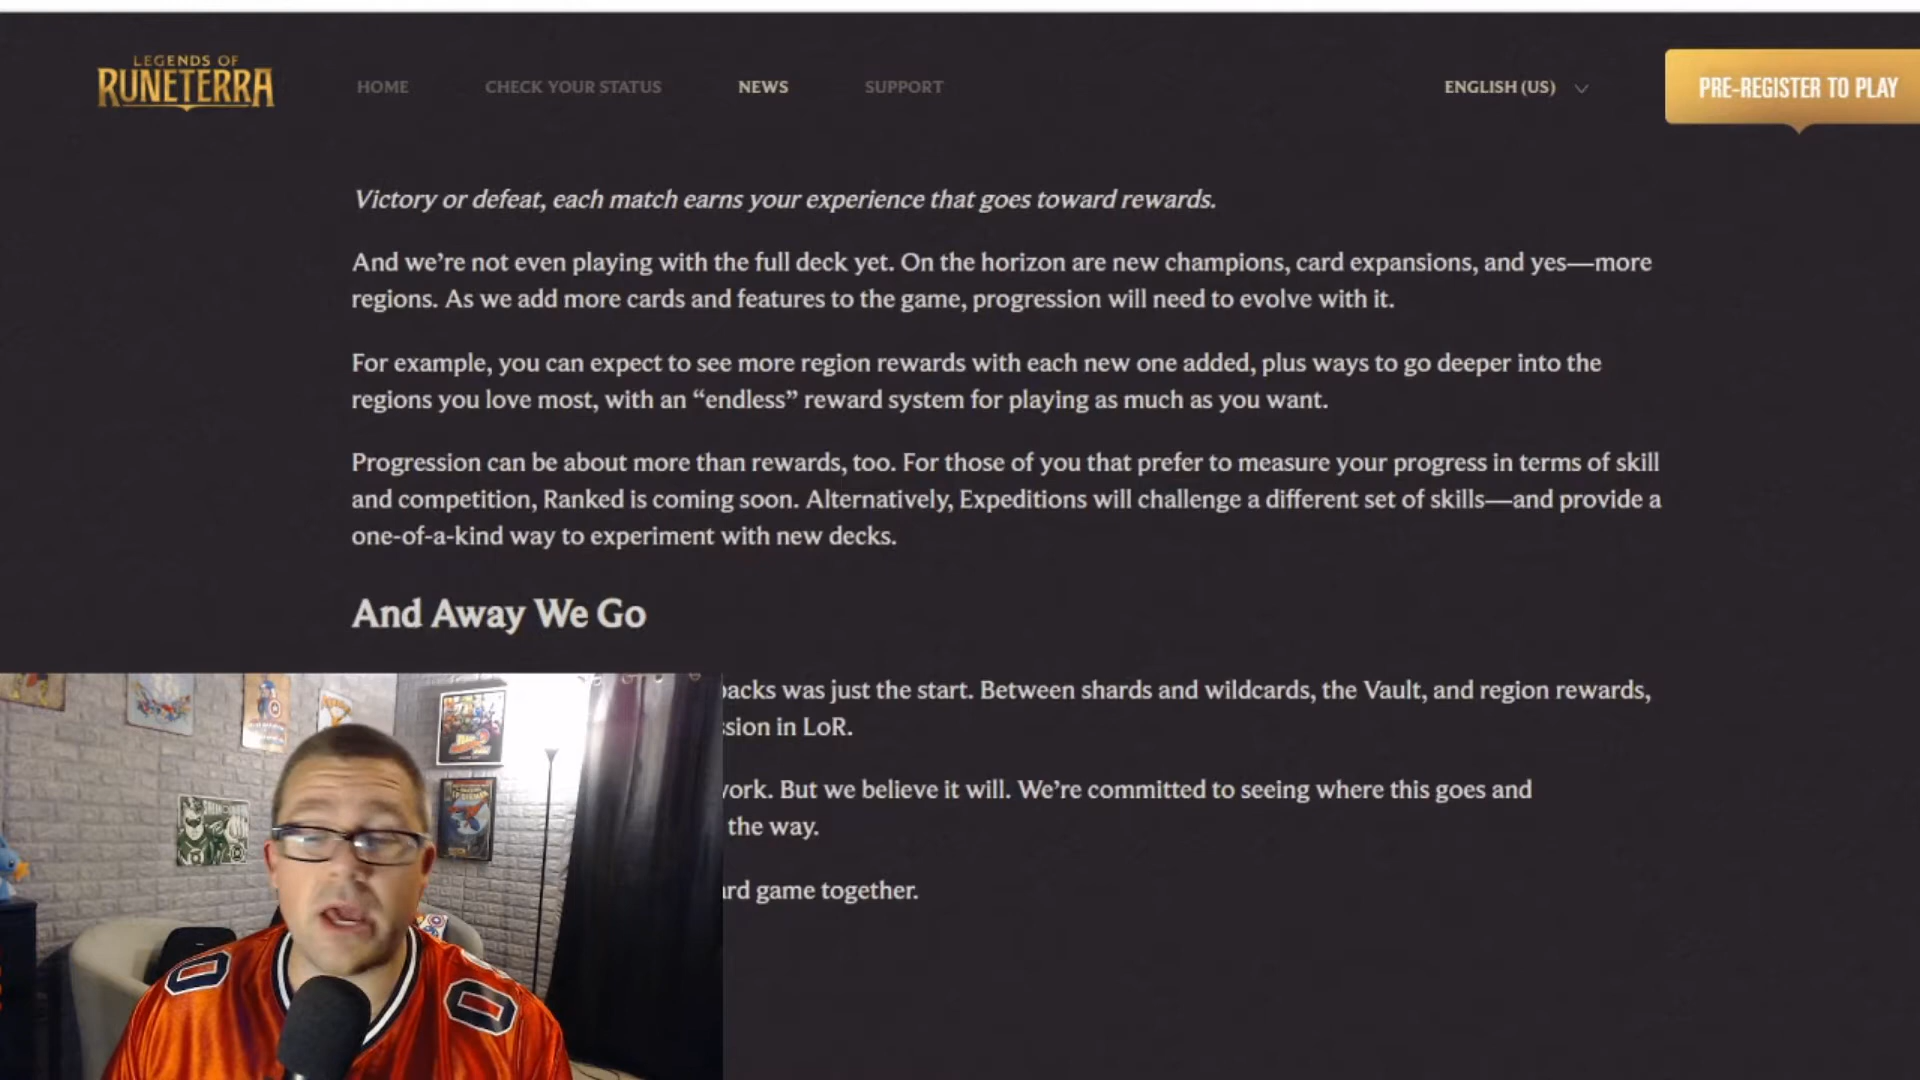 LEGENDS OF
RUNETERRA
HOME
CHECK YOUR STATUS
NEWS
SUPPORT
ENGLISH (US)
PRE-REGISTER TO PLAY
Victory or defeat, each match earns your experience that goes toward rewards.
And we’re not even playing with the full deck yet. On the horizon are new champions, card expansions, and yes—more
regions. As we add more cards and features to the game, progression will need to evolve with it.
For example, you can expect to see more region rewards with each new one added, plus ways to go deeper into the
regions you love most, with an “endless” reward system for playing as much as you want.
Progression can be about more than rewards, too. For those of you that prefer to measure your progress in terms of skill
and competition, Ranked is coming soon. Alternatively, Expeditions will challenge a different set of skills—and provide a
one-of-a-kind way to experiment with new decks.
And Away We Go
was just the start. Between shards and wildcards, the Vault, and region rewards,
in LoR.
But we believe it will. We’re committed to seeing where this goes and
the way.
game together.
0
0